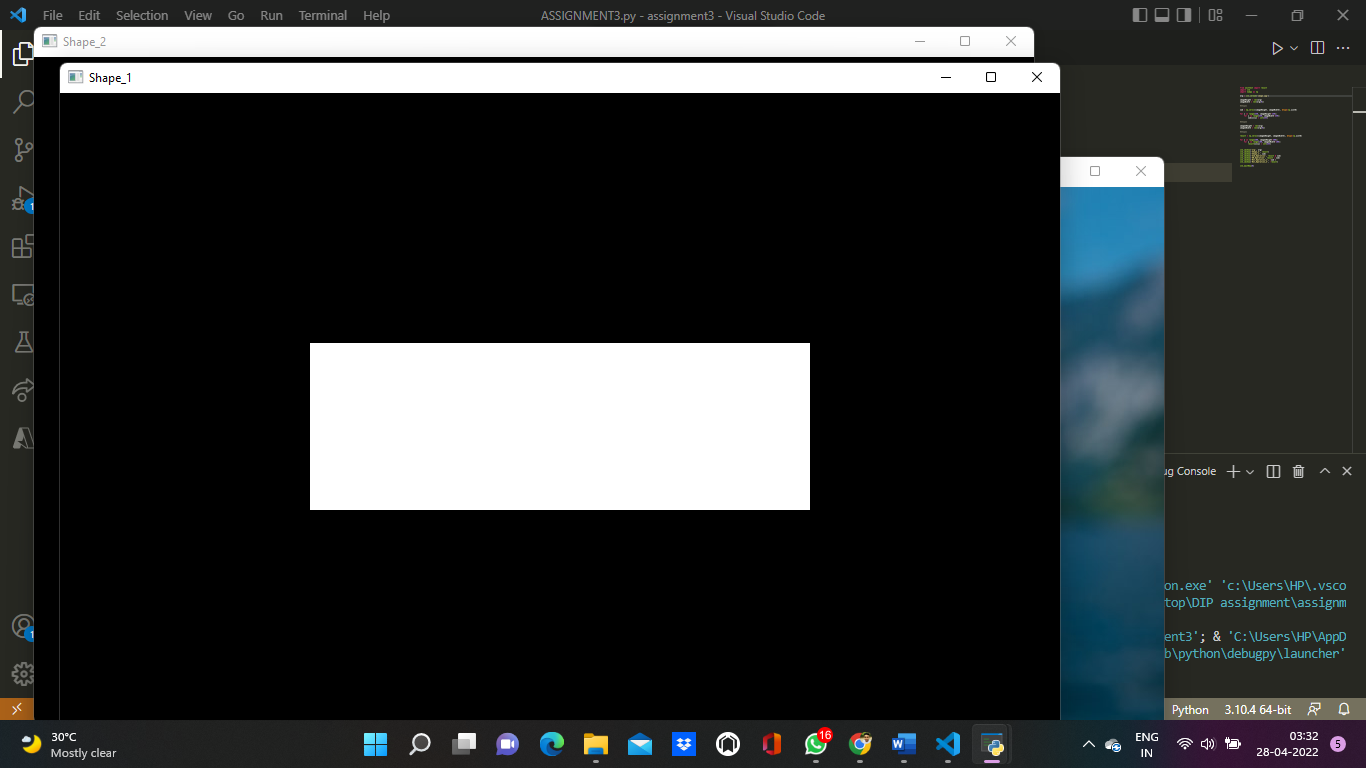 File Edit Selection View Go Run Terminal Help
ASSIGNMENT3.py - assignment3 - Visual Studio Code
Shape_2
Shape_1
1
ug Console
on.exe' 'c:\Users\HP\.vsco
top\DIP assignment\assignm
ent3'; & 'C:\Users\HP\AppD
b\python\debugpy\launcher'
1
Python 3.10.4 64-bit
30°C
Mostly clear
16
ENG
IN
03:32
28-04-2022
5